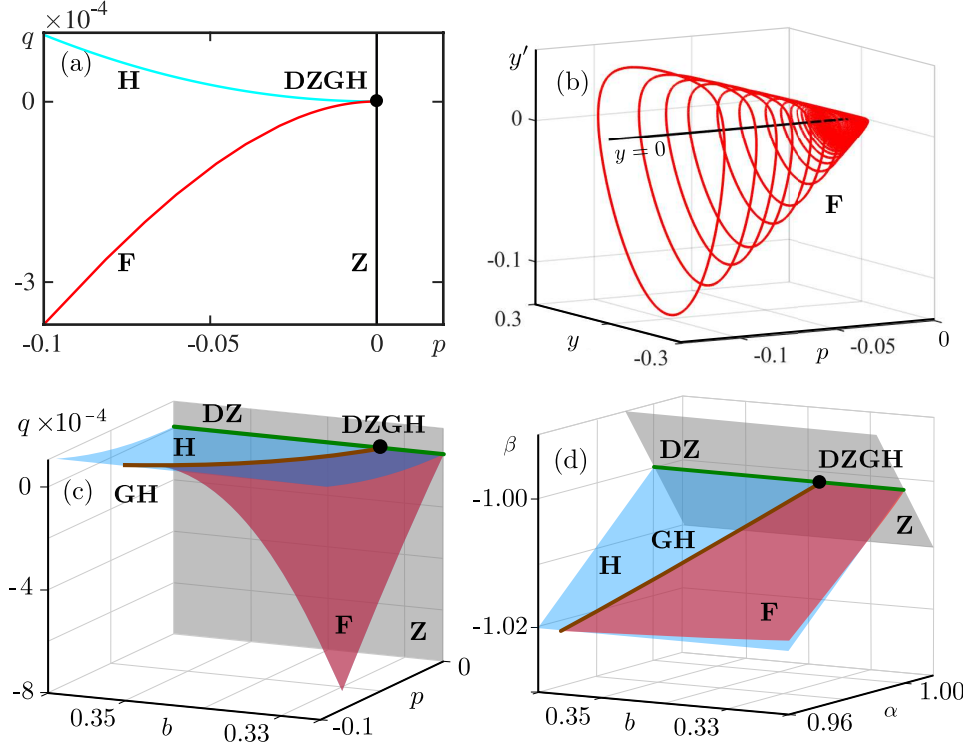 q ×10⁻⁴
(a)
H
DZGH
0
F
Z
-3
-0.1
-0.05
0
p
y′
(b)
0
y = 0
F
-0.1
0.3
y
-0.3
-0.1
p
-0.05
0
q ×10⁻⁴
DZ
DZGH
H
0
(c)
GH
-4
F
Z
-8
0.35
b
0.33
-0.1
p
0
β
(d)
DZ
DZGH
-1.00
Z
GH
H
F
-1.02
0.35
b
0.33
0.96
α
1.00